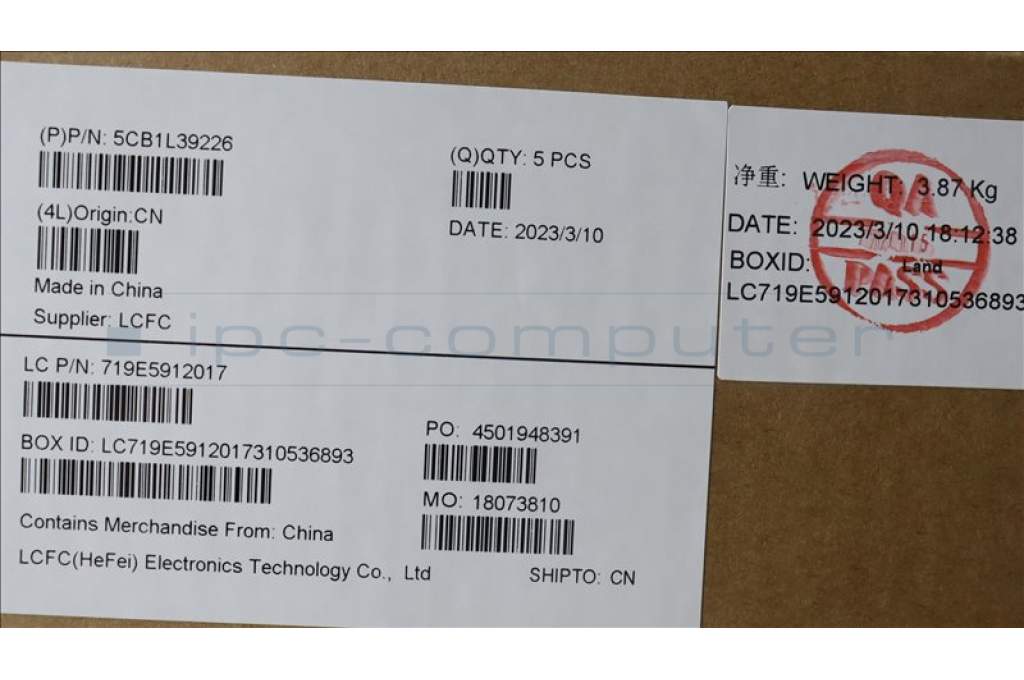 (P)P/N: 5CB1L39226
(Q)QTY: 5 PCS
(4L)Origin:CN
DATE: 2023/3/10
Made in China
Supplier: LCFC
LC P/N: 719E5912017
BOX ID: LC719E5912017310536893
PO: 4501948391
MO: 18073810
Contains Merchandise From: China
LCFC(HeFei) Electronics Technology Co., Ltd
SHIPTO: CN
净重: WEIGHT: 3.87 Kg
DATE: 2023/3/10 18:12:38
BOXID: Land
LC719E5912017310536893
QA
PASS
ipc-computer